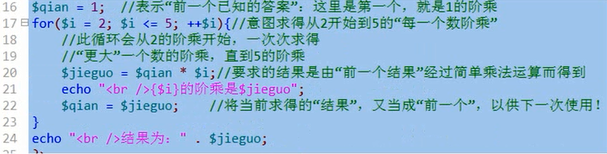 16 $qian = 1; //表示“前一个已知的答案”：这里是第一个，就是1的阶乘
17 for($i = 2; $i <= 5; ++$i){//意图求得从2开始到5的“每一个数阶乘”
18 //此循环会从2的阶乘开始，一次次求得
19 //“更大”一个数的阶乘，直到5的阶乘
20 $jieguo = $qian * $i;//要求的结果是由“前一个结果”经过简单乘法运算而得到
21 echo "<br />{$i}的阶乘是$jieguo";
22 $qian = $jieguo; //将当前求得的“结果”，又当成“前一个”，以供下一次使用！
23 }
24 echo "<br />结果为：" . $jieguo;